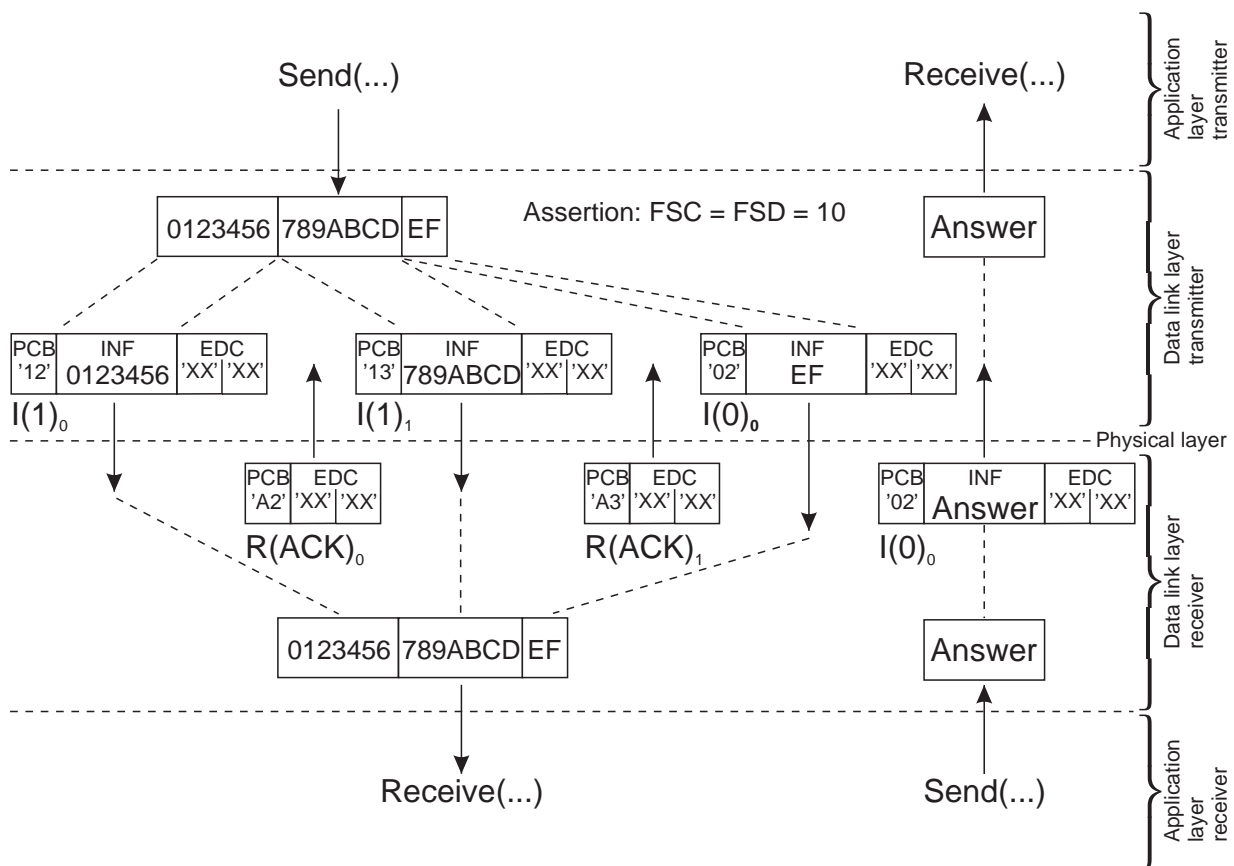 Send(...)
Receive(...)
Application
layer
transmitter
0123456 789ABCD EF
Assertion: FSC = FSD = 10
Answer
Data link layer
transmitter
PCB INF EDC
'12' 0123456 'XX' 'XX'
I(1)0
PCB INF EDC
'13' 789ABCD 'XX' 'XX'
I(1)1
PCB INF EDC
'02' EF 'XX' 'XX'
I(0)0
Physical layer
PCB EDC
'A2' 'XX' 'XX'
R(ACK)0
PCB EDC
'A3' 'XX' 'XX'
R(ACK)1
PCB INF EDC
'02' Answer 'XX' 'XX'
I(0)0
Data link layer
receiver
0123456 789ABCD EF
Answer
Receive(...)
Send(...)
Application
layer
receiver